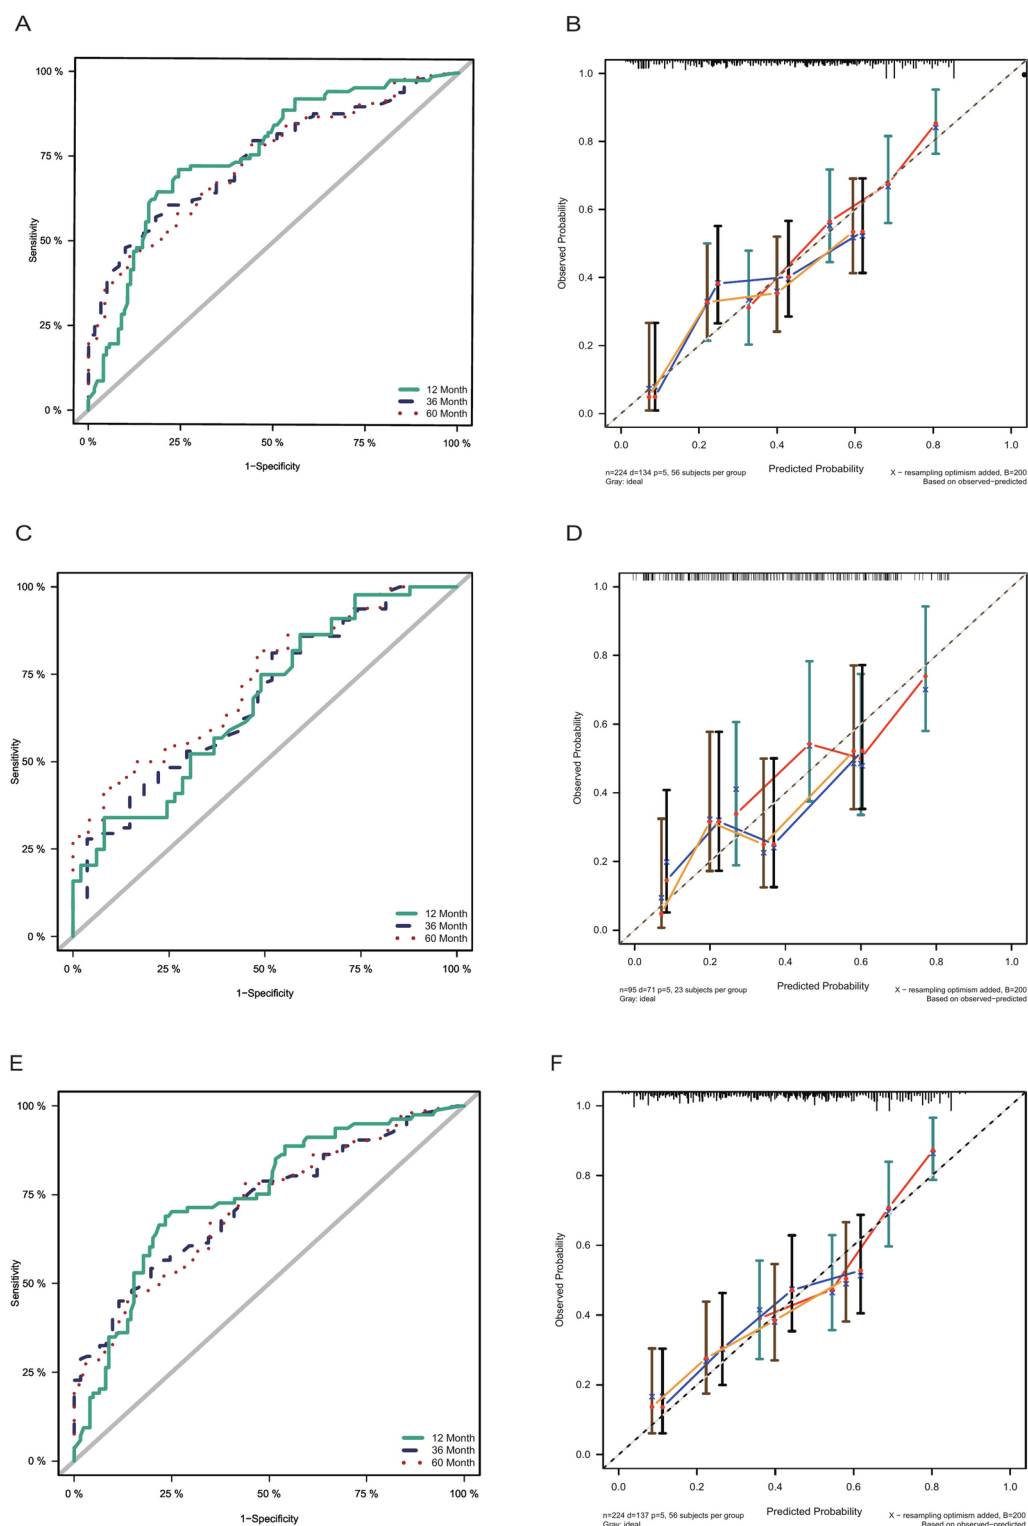 A
100 %
75 %
50 %
25 %
0 %
Sensitivity
0 %
25 %
50 %
75 %
100 %
1−Specificity
12 Month
36 Month
60 Month
B
1.0
0.8
0.6
0.4
0.2
0.0
Observed Probability
0.0
0.2
0.4
0.6
0.8
1.0
Predicted Probability
n=224 d=134 p=5, 56 subjects per group
Gray: ideal
X − resampling optimism added, B=200
Based on observed−predicted
C
100 %
75 %
50 %
25 %
0 %
Sensitivity
0 %
25 %
50 %
75 %
100 %
1−Specificity
12 Month
36 Month
60 Month
D
1.0
0.8
0.6
0.4
0.2
0.0
Observed Probability
0.0
0.2
0.4
0.6
0.8
1.0
Predicted Probability
n=95 d=71 p=5, 23 subjects per group
Gray: ideal
X − resampling optimism added, B=200
Based on observed−predicted
E
100 %
75 %
50 %
25 %
0 %
Sensitivity
0 %
25 %
50 %
75 %
100 %
1−Specificity
12 Month
36 Month
60 Month
F
1.0
0.8
0.6
0.4
0.2
0.0
Observed Probability
0.0
0.2
0.4
0.6
0.8
1.0
Predicted Probability
n=224 d=137 p=5, 56 subjects per group
Gray: ideal
X − resampling optimism added, B=200
Based on observed−predicted